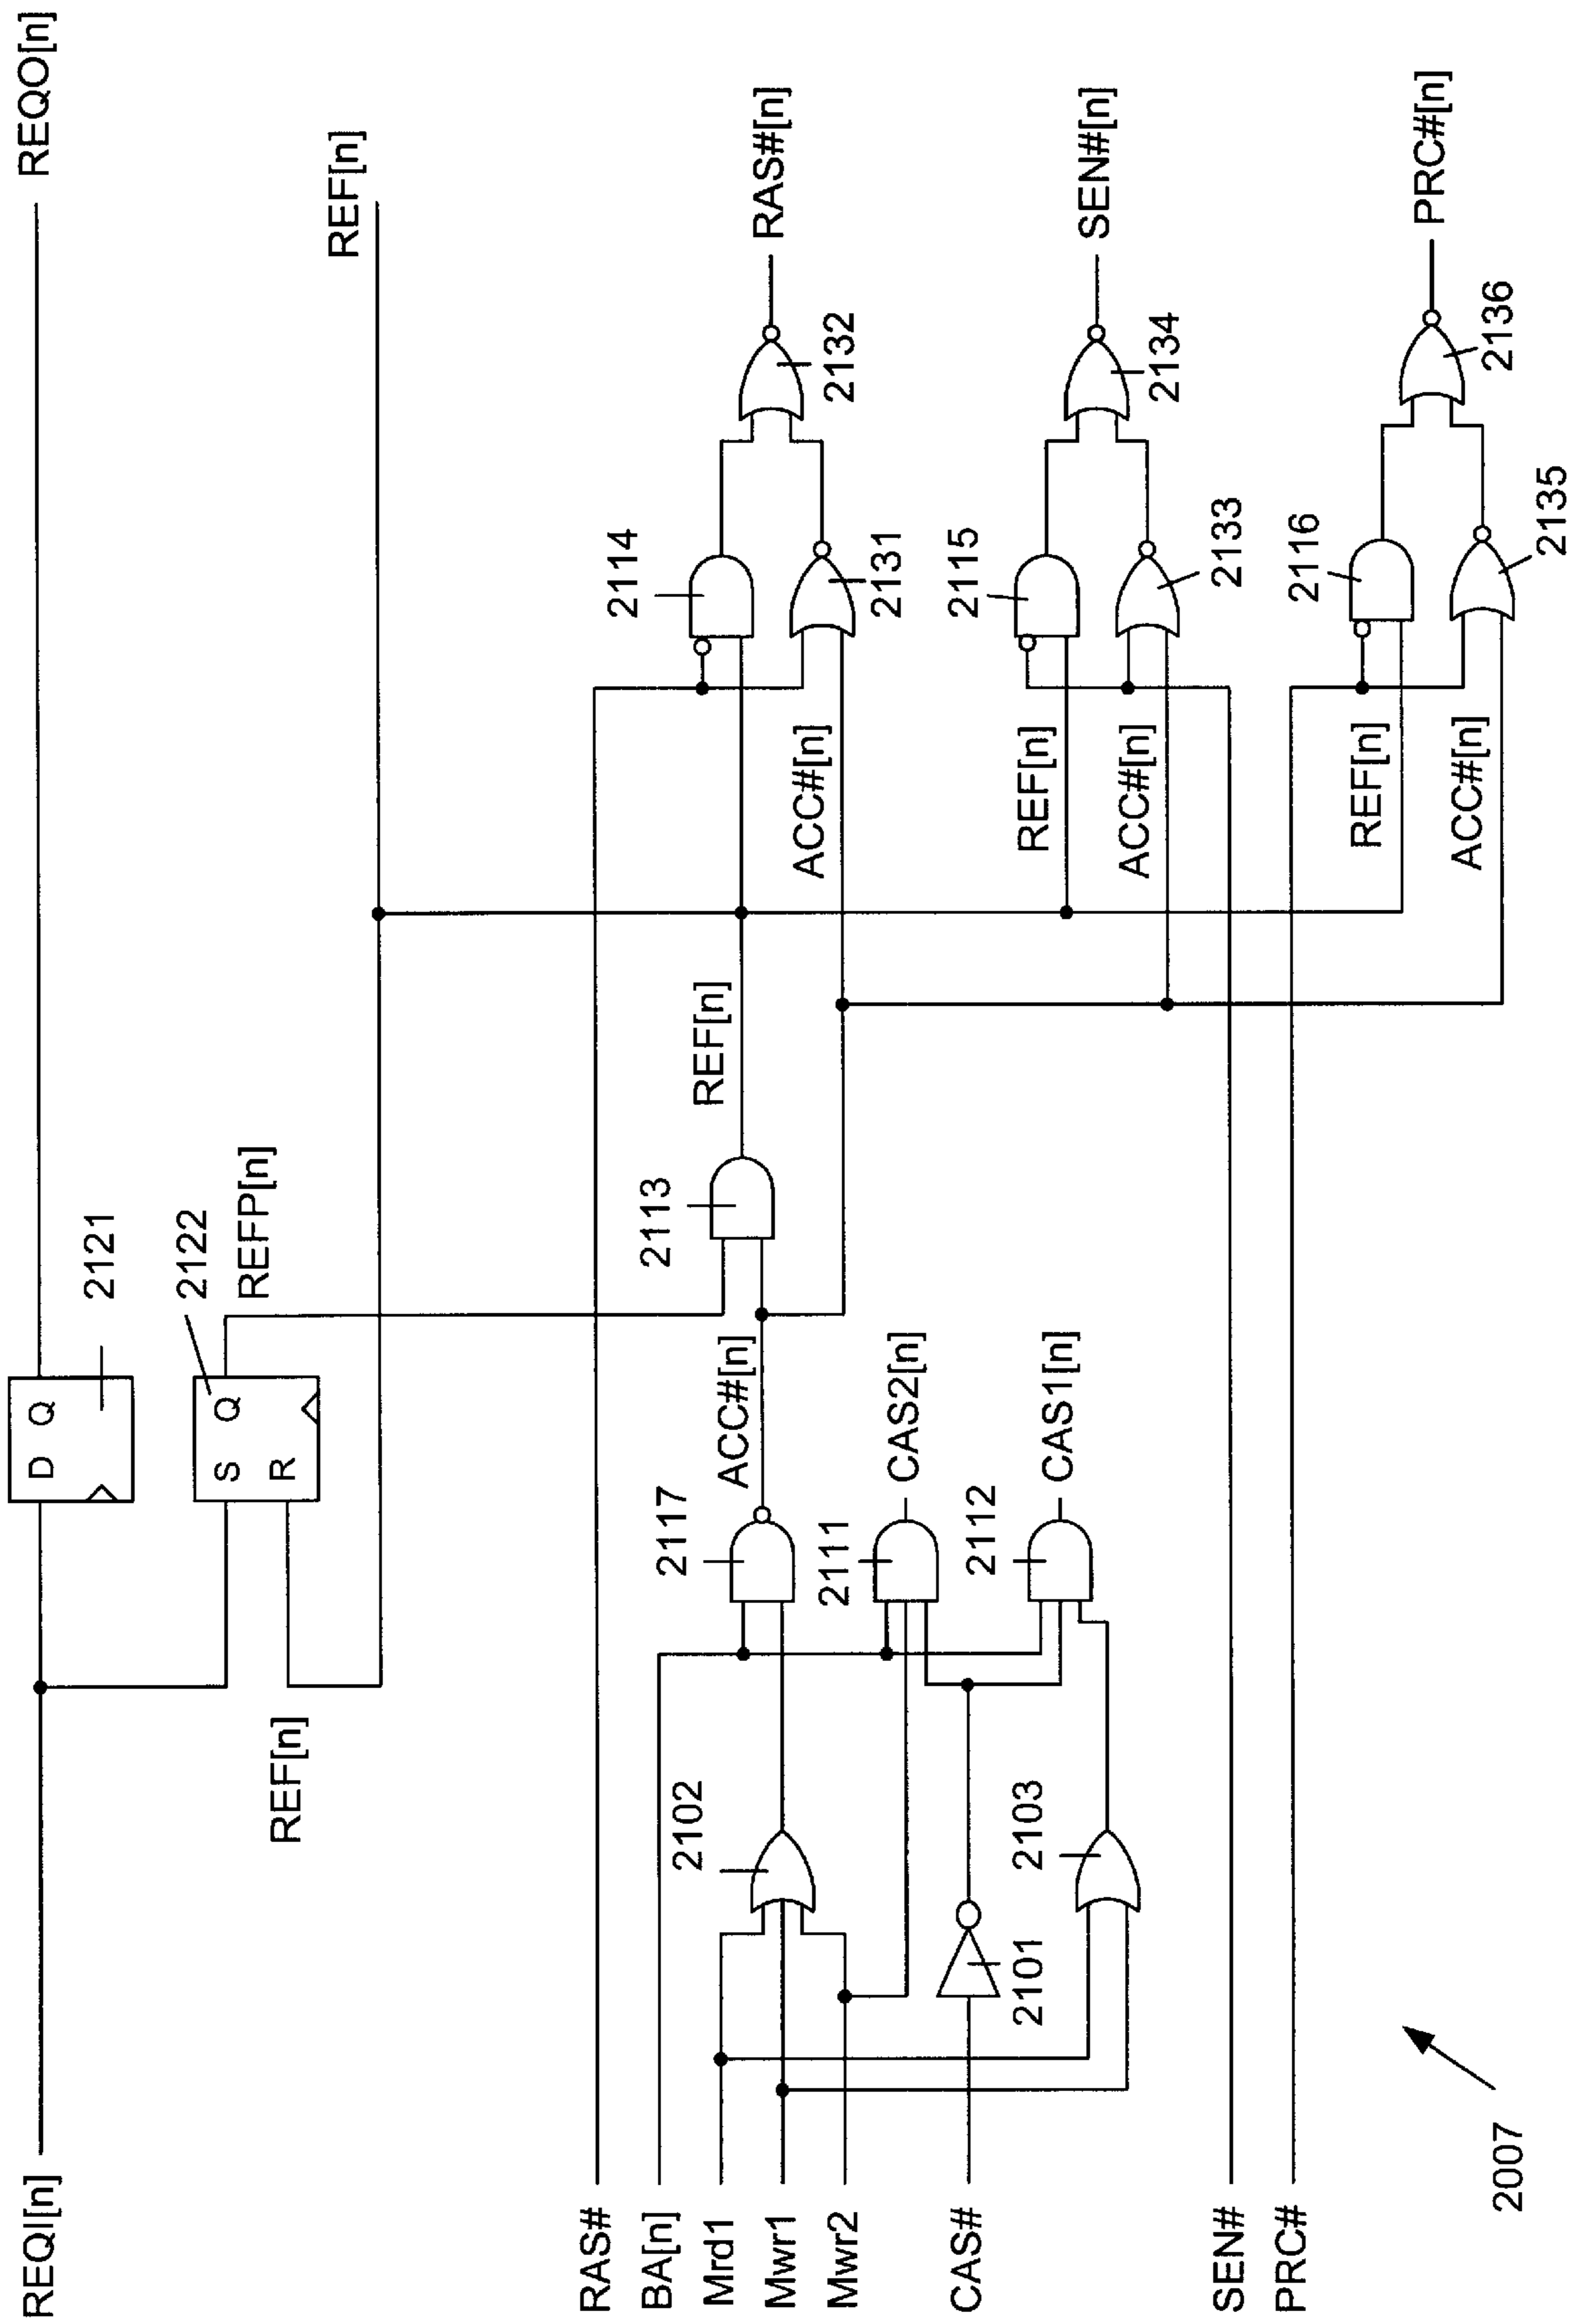 REQI[n]
REQO[n]
D Q
S Q
R
2121
2122
REFP[n]
REF[n]
REF[n]
RAS#
BA[n]
Mrd1
Mwr1
Mwr2
CAS#
SEN#
PRC#
2101
2102
2103
2117
2111
2112
ACC#[n]
CAS2[n]
CAS1[n]
2113
REF[n]
ACC#[n]
REF[n]
ACC#[n]
REF[n]
ACC#[n]
2114
2131
2115
2133
2116
2135
2132
2134
2136
RAS#[n]
SEN#[n]
PRC#[n]
2007